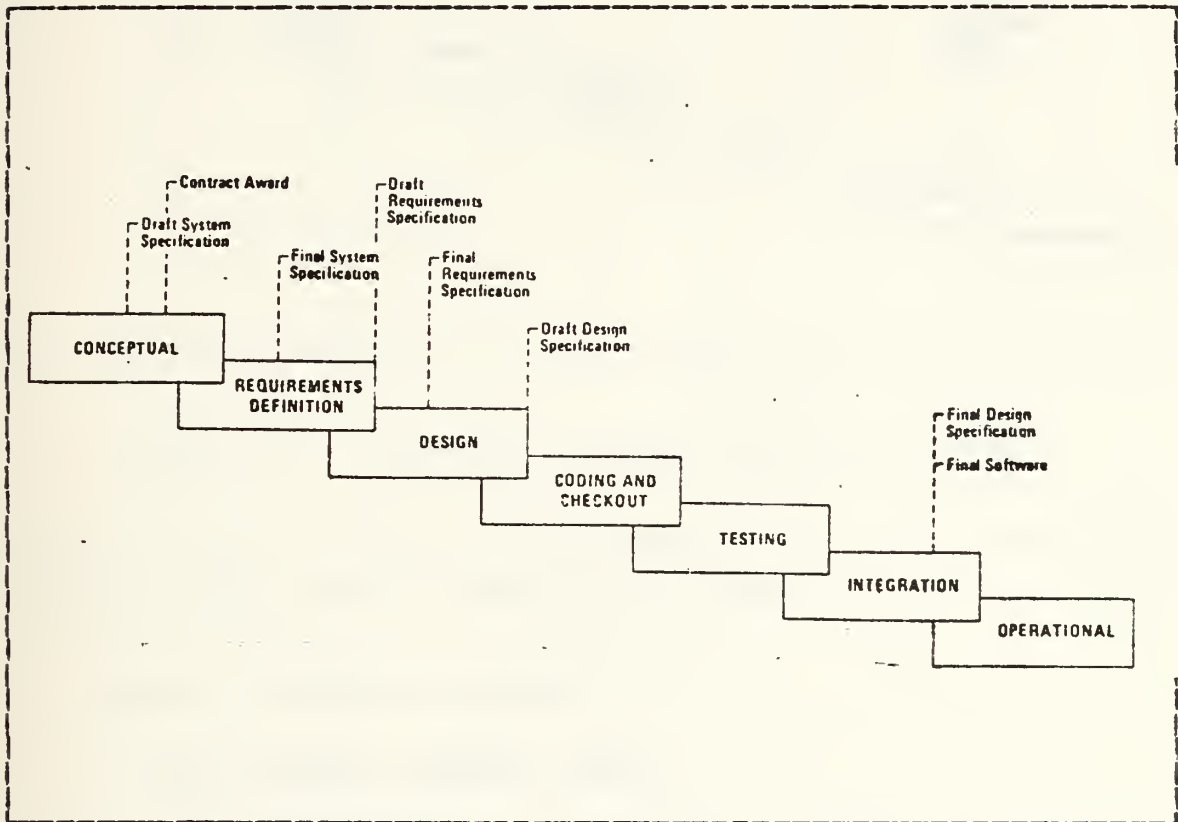 Contract Award
Draft
Requirements
Specification
Draft System
Specification
Final System
Specification
Final
Requirements
Specification
Draft Design
Specification
CONCEPTUAL
REQUIREMENTS
DEFINITION
DESIGN
Final Design
Specification
Final Software
CODING AND
CHECKOUT
TESTING
INTEGRATION
OPERATIONAL